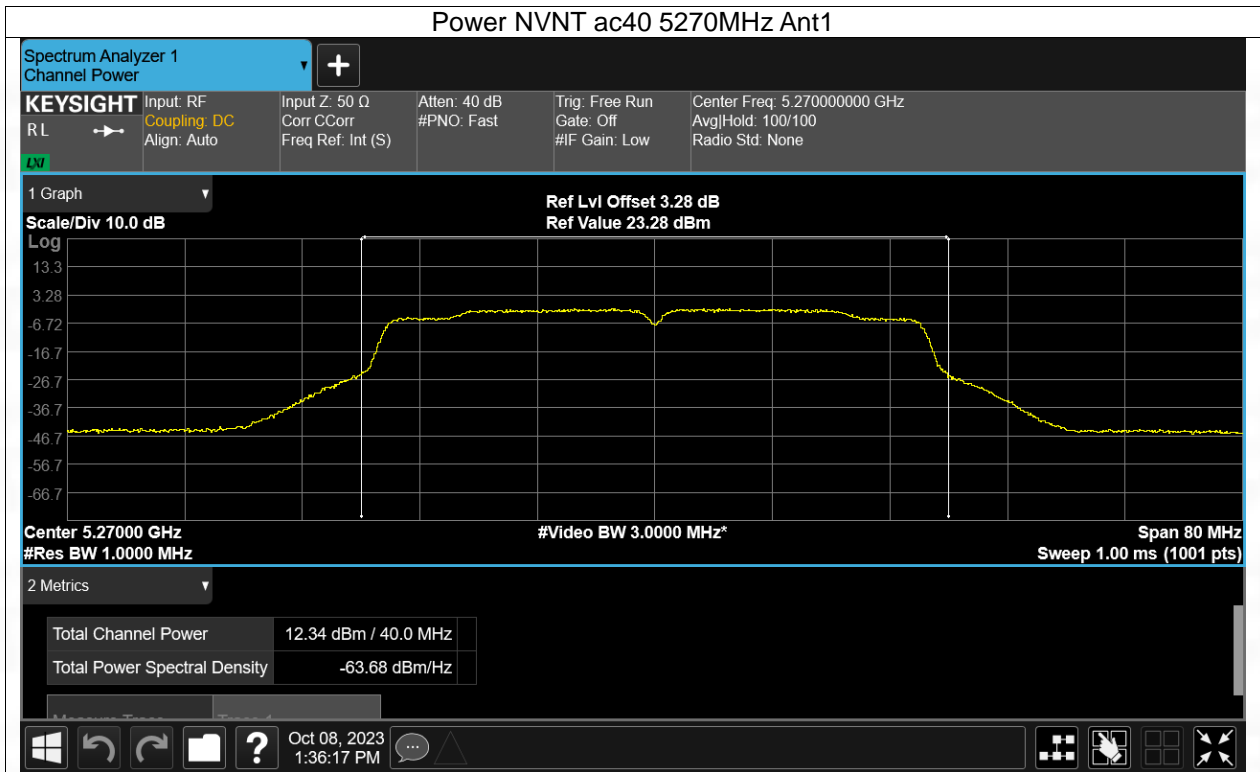 Power NVNT ac40 5270MHz Ant1
Spectrum Analyzer 1
Channel Power
KEYSIGHT
R L
LXI
Input: RF
Coupling: DC
Align: Auto
Input Z: 50 Ω
Corr CCorr
Freq Ref: Int (S)
Atten: 40 dB
#PNO: Fast
Trig: Free Run
Gate: Off
#IF Gain: Low
Center Freq: 5.270000000 GHz
Avg|Hold: 100/100
Radio Std: None
1 Graph
Scale/Div 10.0 dB
Ref Lvl Offset 3.28 dB
Ref Value 23.28 dBm
Log
13.3
3.28
-6.72
-16.7
-26.7
-36.7
-46.7
-56.7
-66.7
Center 5.27000 GHz
#Res BW 1.0000 MHz
#Video BW 3.0000 MHz*
Span 80 MHz
Sweep 1.00 ms (1001 pts)
2 Metrics
Total Channel Power 12.34 dBm / 40.0 MHz
Total Power Spectral Density -63.68 dBm/Hz
Oct 08, 2023
1:36:17 PM